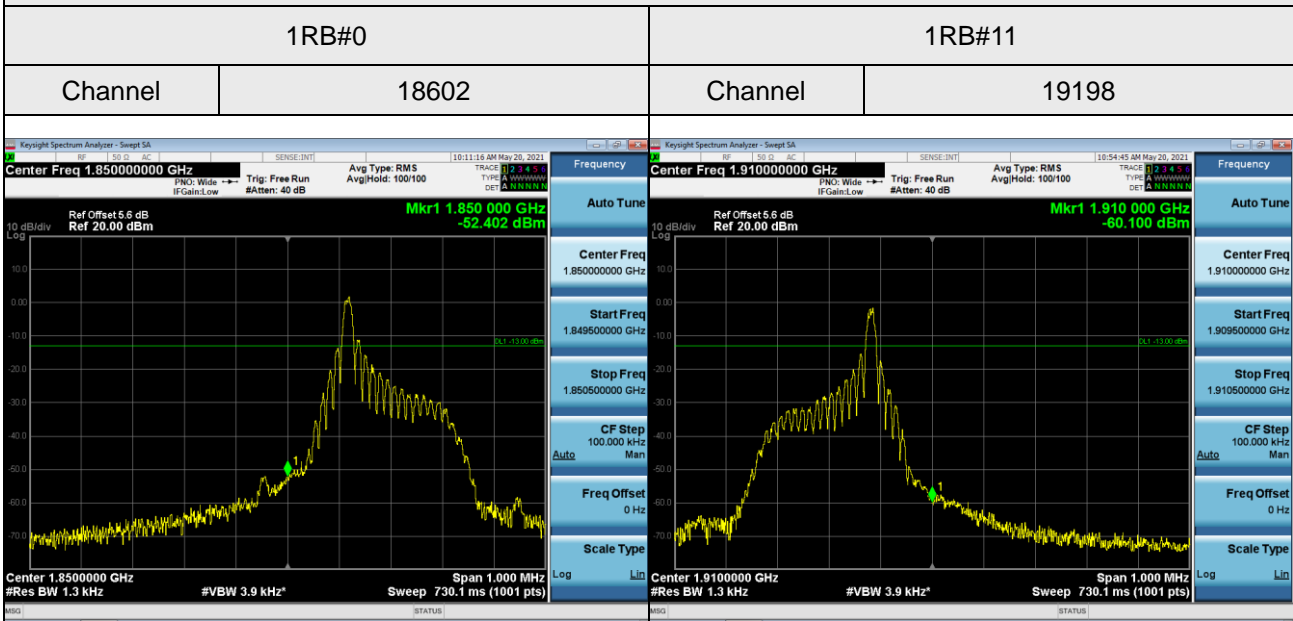 1RB#0
1RB#11
Channel 18602
Channel 19198
Keysight Spectrum Analyzer - Swept SA
RF 50 Ω AC SENSE:INT 10:11:16 AM May 20, 2021
Center Freq 1.850000000 GHz
PNO: Wide
IFGain:Low
Trig: Free Run
#Atten: 40 dB
Avg Type: RMS
Avg|Hold: 100/100
TRACE 1 2 3 4 5 6
TYPE A WWWWW
DET A N N N N N
Ref Offset 5.6 dB
Ref 20.00 dBm
10 dB/div
Log
Mkr1 1.850 000 GHz
-52.402 dBm
10.0
0.00
-10.0
-20.0
-30.0
-40.0
-50.0
-60.0
-70.0
DL1 -13.00 dBm
1
Center 1.8500000 GHz
Span 1.000 MHz
#Res BW 1.3 kHz
#VBW 3.9 kHz*
Sweep 730.1 ms (1001 pts)
MSG
STATUS
Frequency
Auto Tune
Center Freq
1.850000000 GHz
Start Freq
1.849500000 GHz
Stop Freq
1.850500000 GHz
CF Step
100.000 kHz
Auto Man
Freq Offset
0 Hz
Scale Type
Log Lin
Keysight Spectrum Analyzer - Swept SA
RF 50 Ω AC SENSE:INT 10:54:45 AM May 20, 2021
Center Freq 1.910000000 GHz
PNO: Wide
IFGain:Low
Trig: Free Run
#Atten: 40 dB
Avg Type: RMS
Avg|Hold: 100/100
TRACE 1 2 3 4 5 6
TYPE A WWWWW
DET A N N N N N
Ref Offset 5.6 dB
Ref 20.00 dBm
10 dB/div
Log
Mkr1 1.910 000 GHz
-60.100 dBm
10.0
0.00
-10.0
-20.0
-30.0
-40.0
-50.0
-60.0
-70.0
DL1 -13.00 dBm
1
Center 1.9100000 GHz
Span 1.000 MHz
#Res BW 1.3 kHz
#VBW 3.9 kHz*
Sweep 730.1 ms (1001 pts)
MSG
STATUS
Frequency
Auto Tune
Center Freq
1.910000000 GHz
Start Freq
1.909500000 GHz
Stop Freq
1.910500000 GHz
CF Step
100.000 kHz
Auto Man
Freq Offset
0 Hz
Scale Type
Log Lin